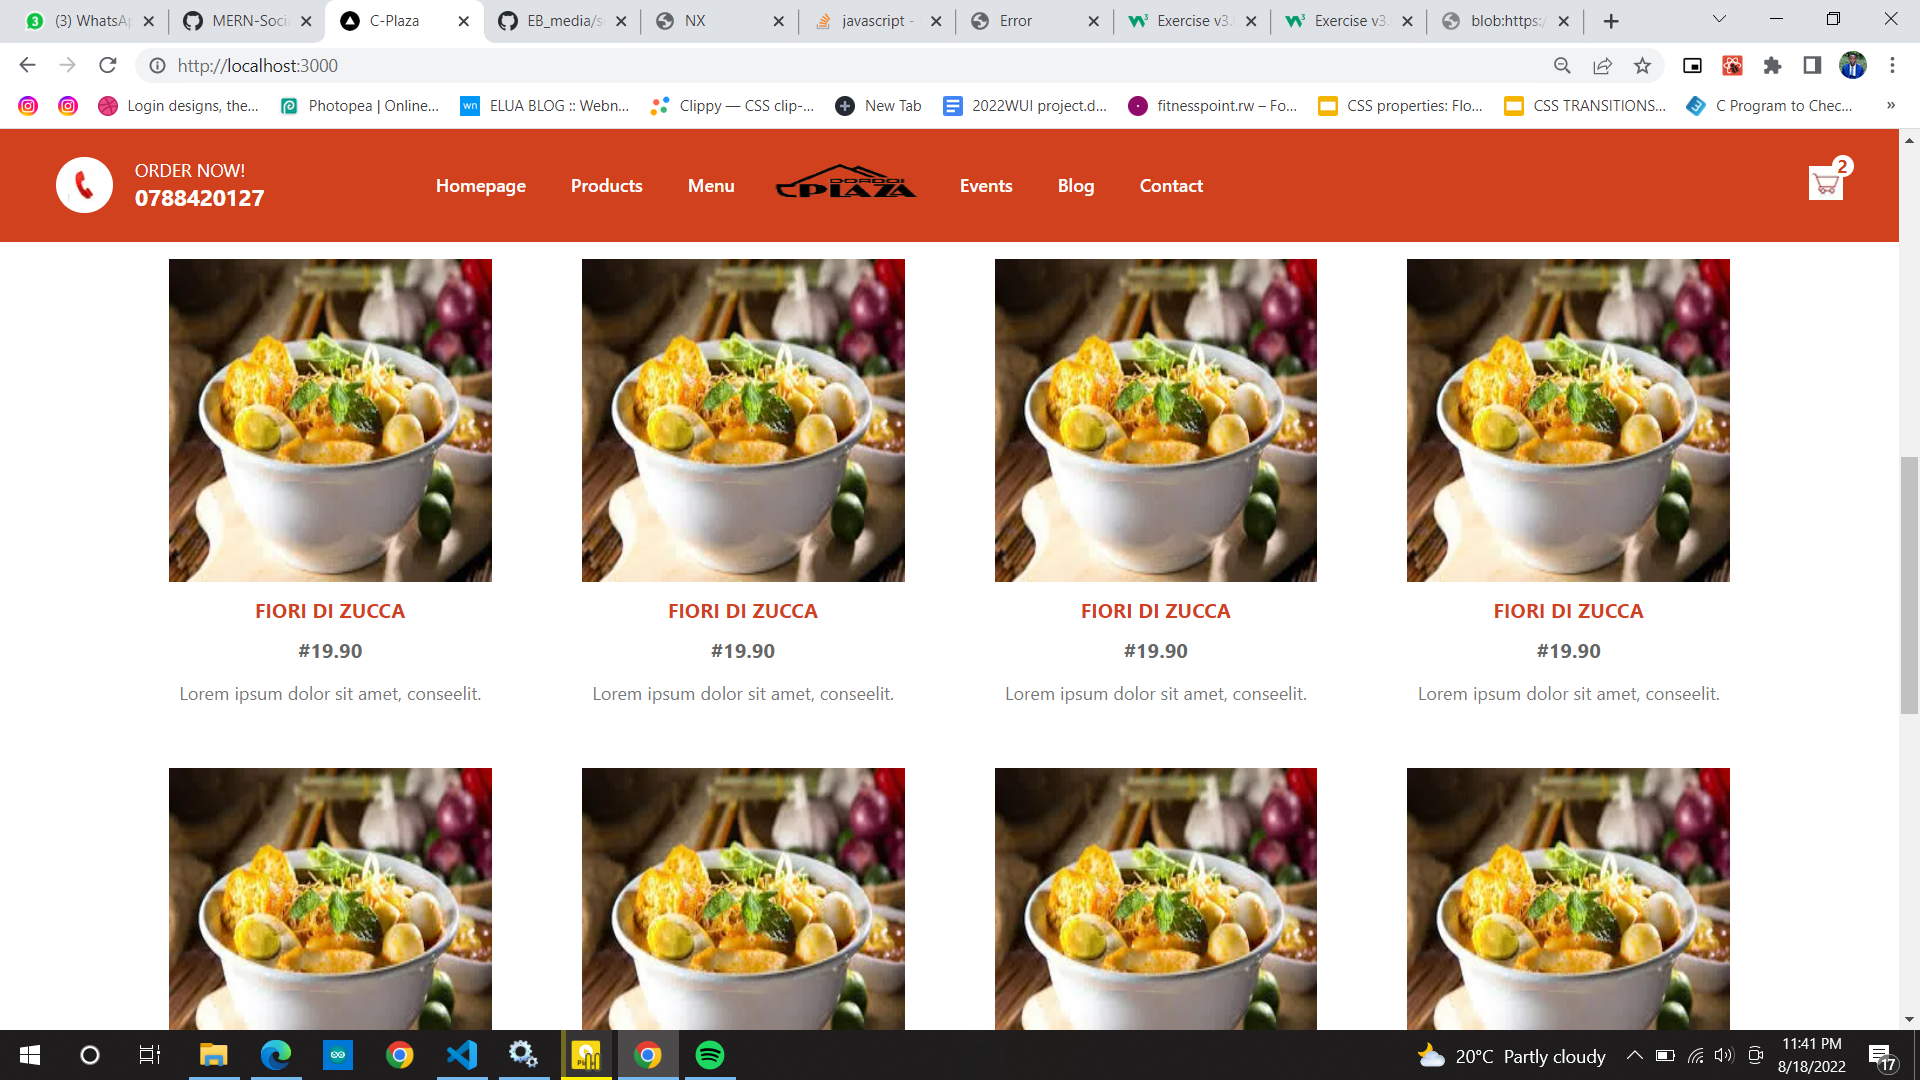 (3) WhatsAp
MERN-Soci
C-Plaza
EB_media/s
NX
javascript -
Error
Exercise v3.
Exercise v3.
blob:https:/
http://localhost:3000
Login designs, the...
Photopea | Online...
wn
ELUA BLOG :: Webn...
Clippy — CSS clip-...
New Tab
2022WUI project.d...
fitnesspoint.rw – Fo...
CSS properties: Flo...
CSS TRANSITIONS...
C Program to Chec...
»
ORDER NOW!
0788420127
Homepage
Products
Menu
DORDOI
PLAZA
Events
Blog
Contact
2
FIORI DI ZUCCA
#19.90
Lorem ipsum dolor sit amet, conseelit.
FIORI DI ZUCCA
#19.90
Lorem ipsum dolor sit amet, conseelit.
FIORI DI ZUCCA
#19.90
Lorem ipsum dolor sit amet, conseelit.
FIORI DI ZUCCA
#19.90
Lorem ipsum dolor sit amet, conseelit.
20°C Partly cloudy
11:41 PM
8/18/2022
17